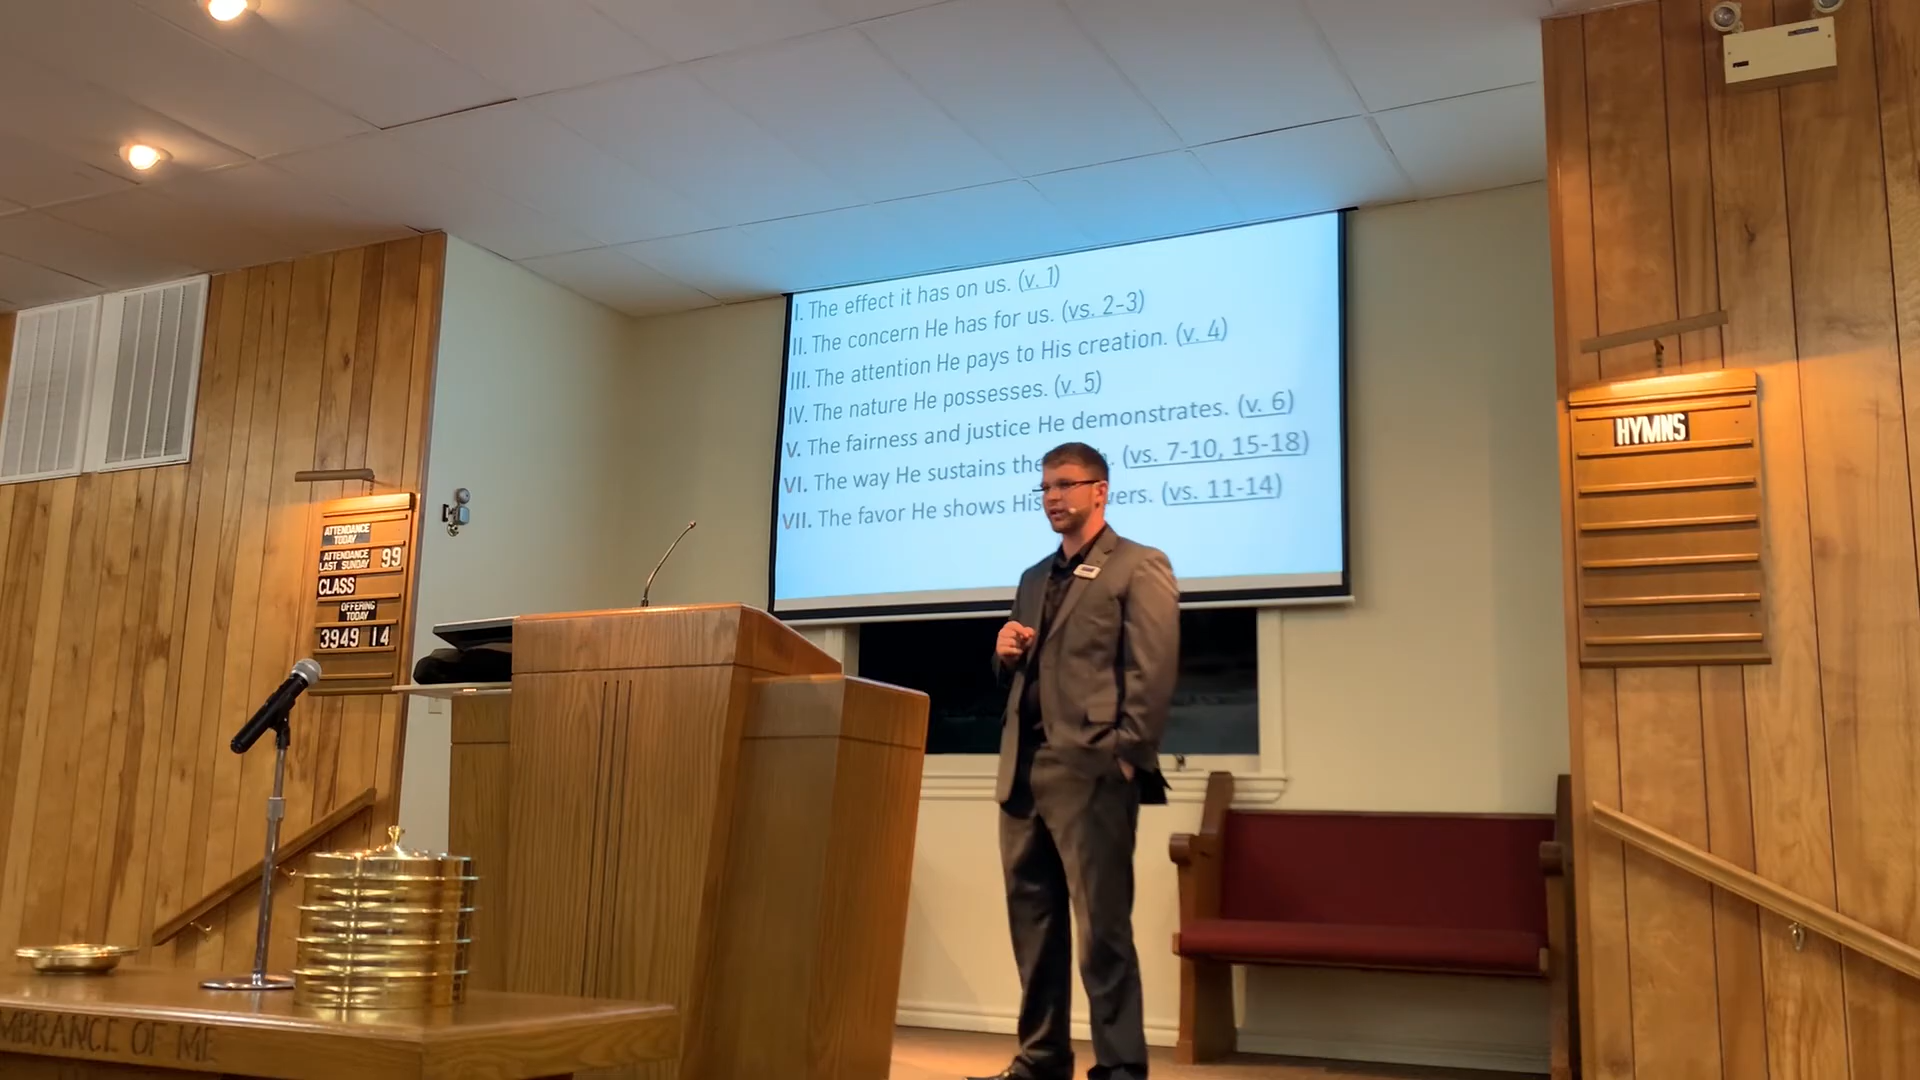 I. The effect it has on us. (v. 1)
II. The concern He has for us. (vs. 2-3)
III. The attention He pays to His creation. (v. 4)
IV. The nature He possesses. (v. 5)
V. The fairness and justice He demonstrates. (v. 6)
VI. The way He sustains the (vs. 7-10, 15-18)
VII. The favor He shows His (vs. 11-14)
HYMNS
ATTENDANCE
TODAY
ATTENDANCE
LAST SUNDAY 99
CLASS
OFFERING
TODAY
3949 14
MBRANCE OF ME